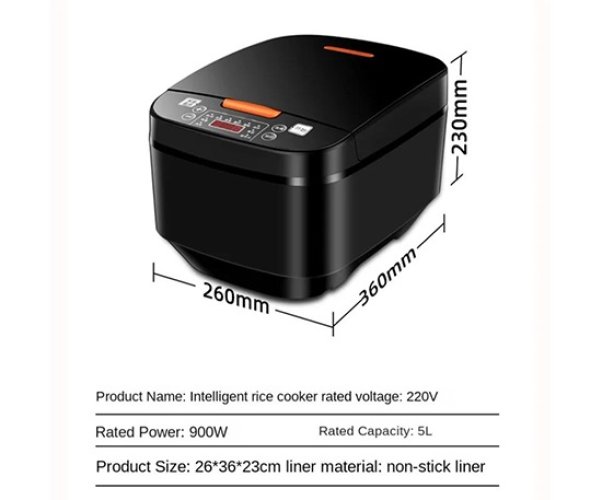 230mm
260mm
360mm
Product Name: Intelligent rice cooker rated voltage: 220V
Rated Power: 900W
Rated Capacity: 5L
Product Size: 26*36*23cm liner material: non-stick liner